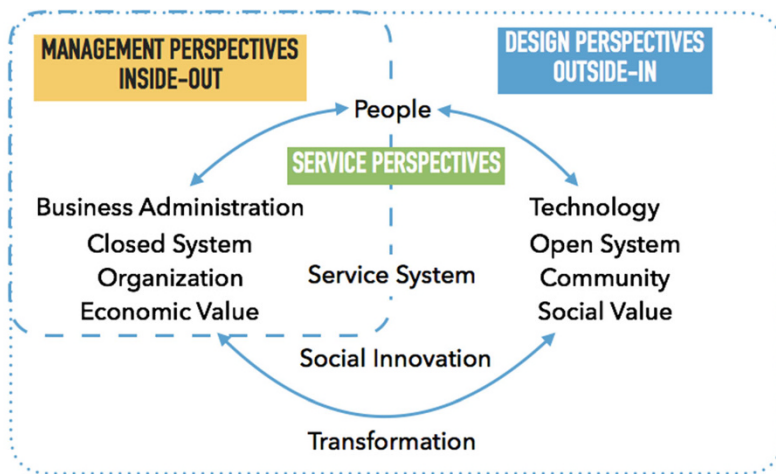 MANAGEMENT PERSPECTIVES
INSIDE-OUT
DESIGN PERSPECTIVES
OUTSIDE-IN
People
SERVICE PERSPECTIVES
Business Administration
Closed System
Organization
Economic Value
Technology
Open System
Community
Social Value
Service System
Social Innovation
Transformation